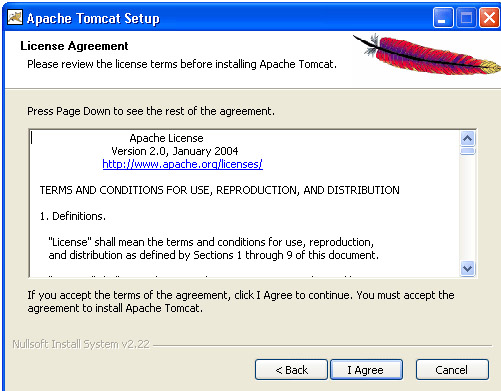 Apache Tomcat Setup
License Agreement
Please review the license terms before installing Apache Tomcat.
Press Page Down to see the rest of the agreement.
Apache License
Version 2.0, January 2004
http://www.apache.org/licenses/
TERMS AND CONDITIONS FOR USE, REPRODUCTION, AND DISTRIBUTION
1. Definitions.
"License" shall mean the terms and conditions for use, reproduction,
and distribution as defined by Sections 1 through 9 of this document.
If you accept the terms of the agreement, click I Agree to continue. You must accept the
agreement to install Apache Tomcat.
Nullsoft Install System v2.22
< Back I Agree Cancel